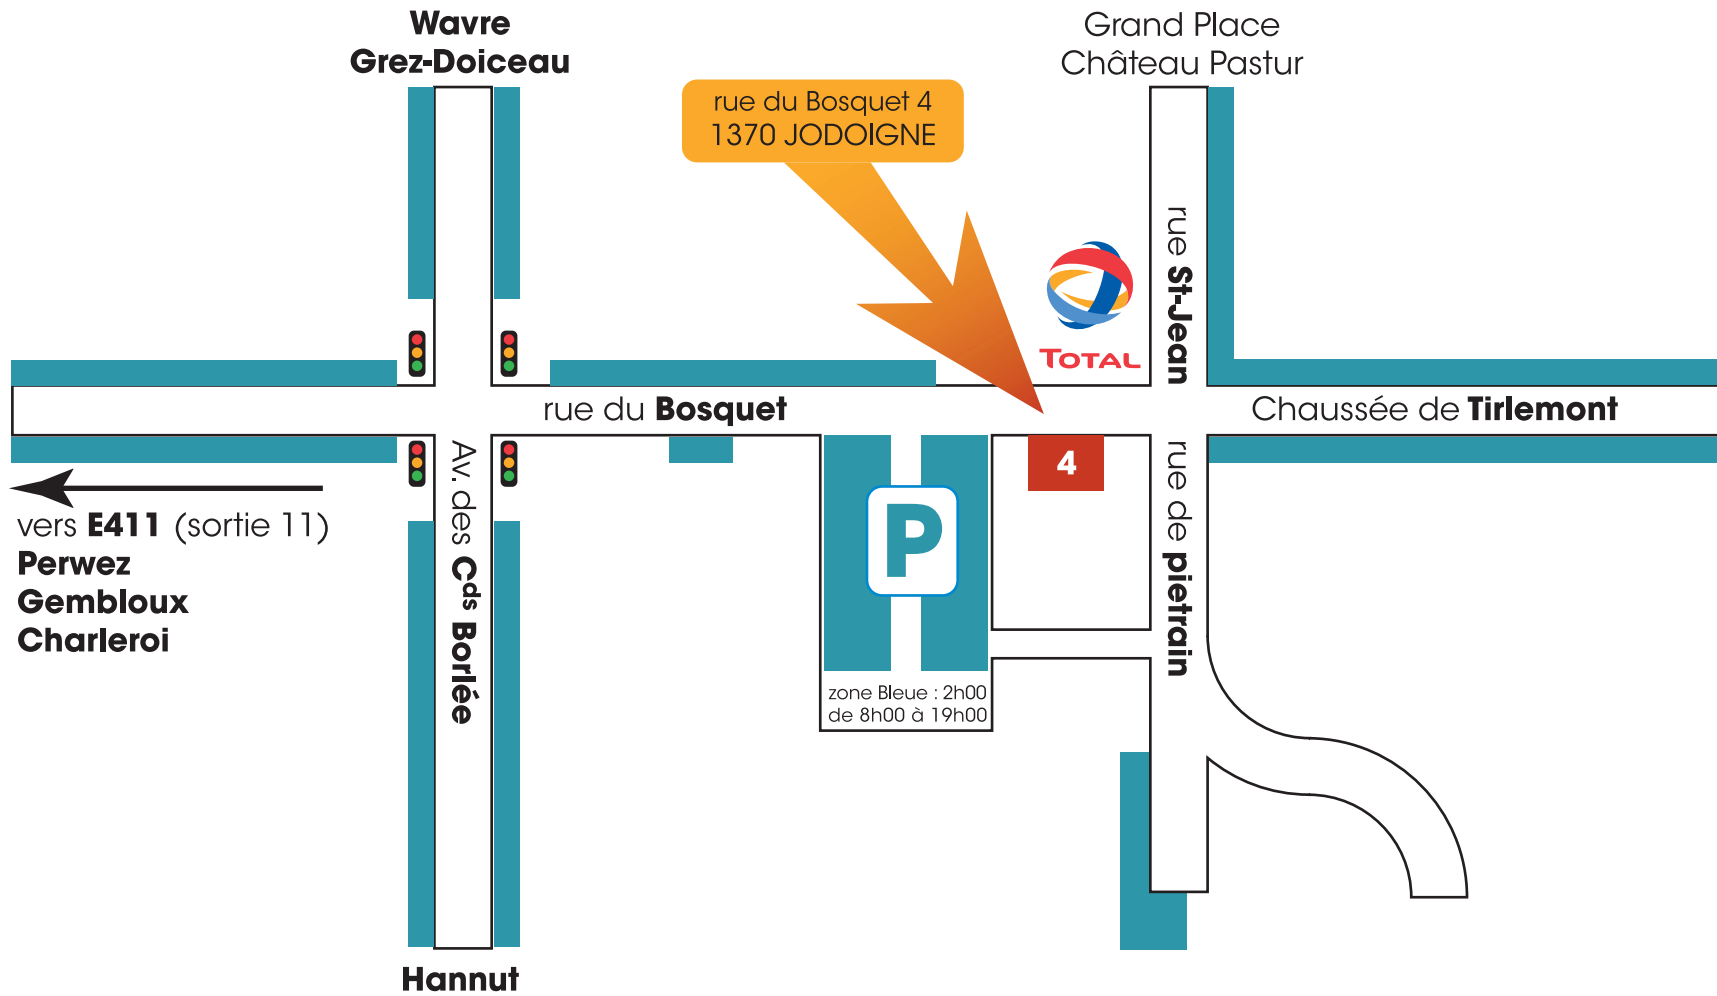 Wavre
Grez-Doiceau
Grand Place
Château Pastur
rue du Bosquet 4
1370 JODOIGNE
rue St-Jean
TOTAL
rue du Bosquet
Chaussée de Tirlemont
4
Av. des Cds Borlée
rue de pietrain
P
vers E411 (sortie 11)
Perwez
Gembloux
Charleroi
zone Bleue : 2h00
de 8h00 à 19h00
Hannut